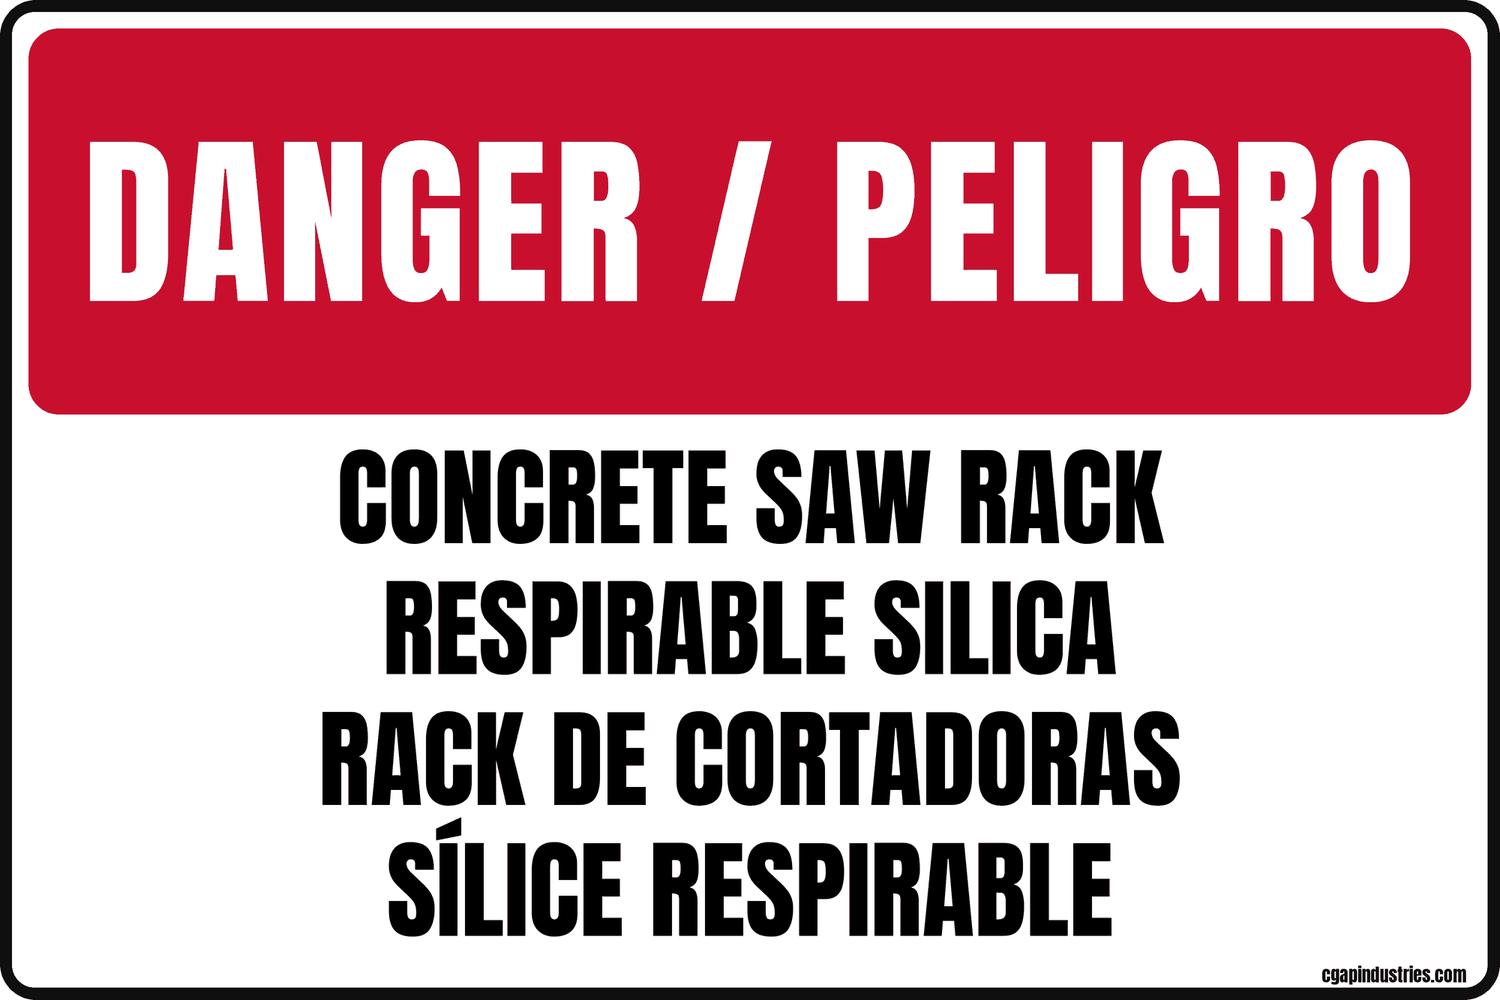 DANGER / PELIGRO
CONCRETE SAW RACK
RESPIRABLE SILICA
RACK DE CORTADORAS
SÍLICE RESPIRABLE
cgapindustries.com